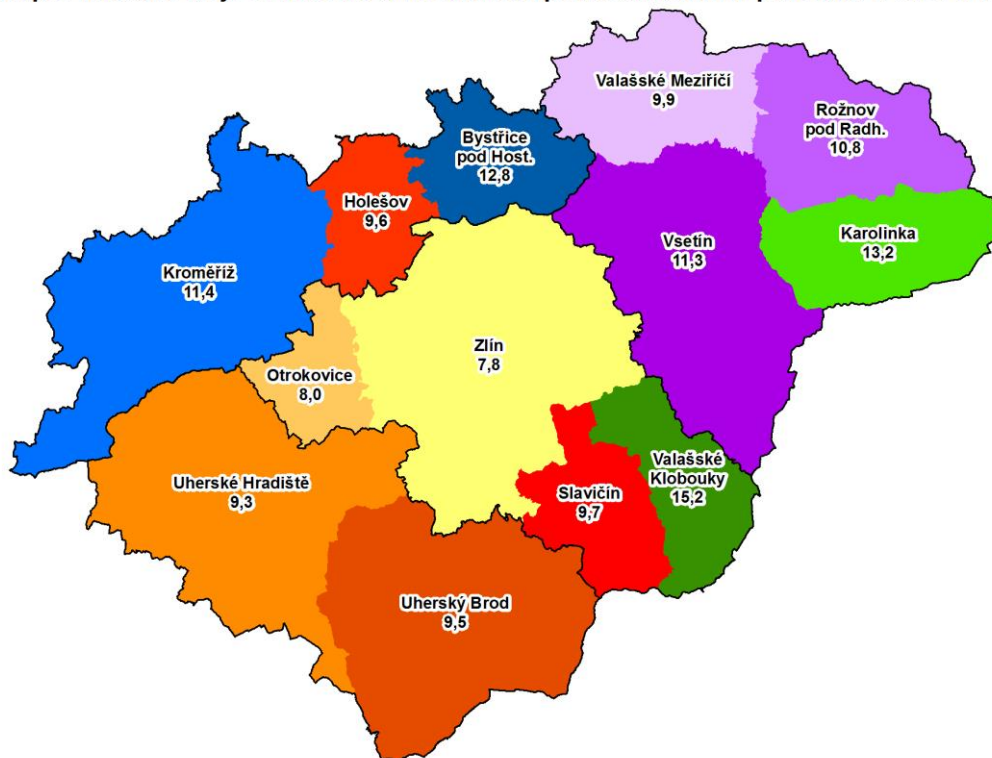 Valašské Meziříčí
9,9
Rožnov
pod Radh.
10,8
Bystřice
pod Host.
12,8
Holešov
9,6
Vsetín
11,3
Karolinka
13,2
Kroměříž
11,4
Zlín
7,8
Otrokovice
8,0
Valašské
Klobouky
15,2
Uherské Hradiště
9,3
Slavičín
9,7
Uherský Brod
9,5